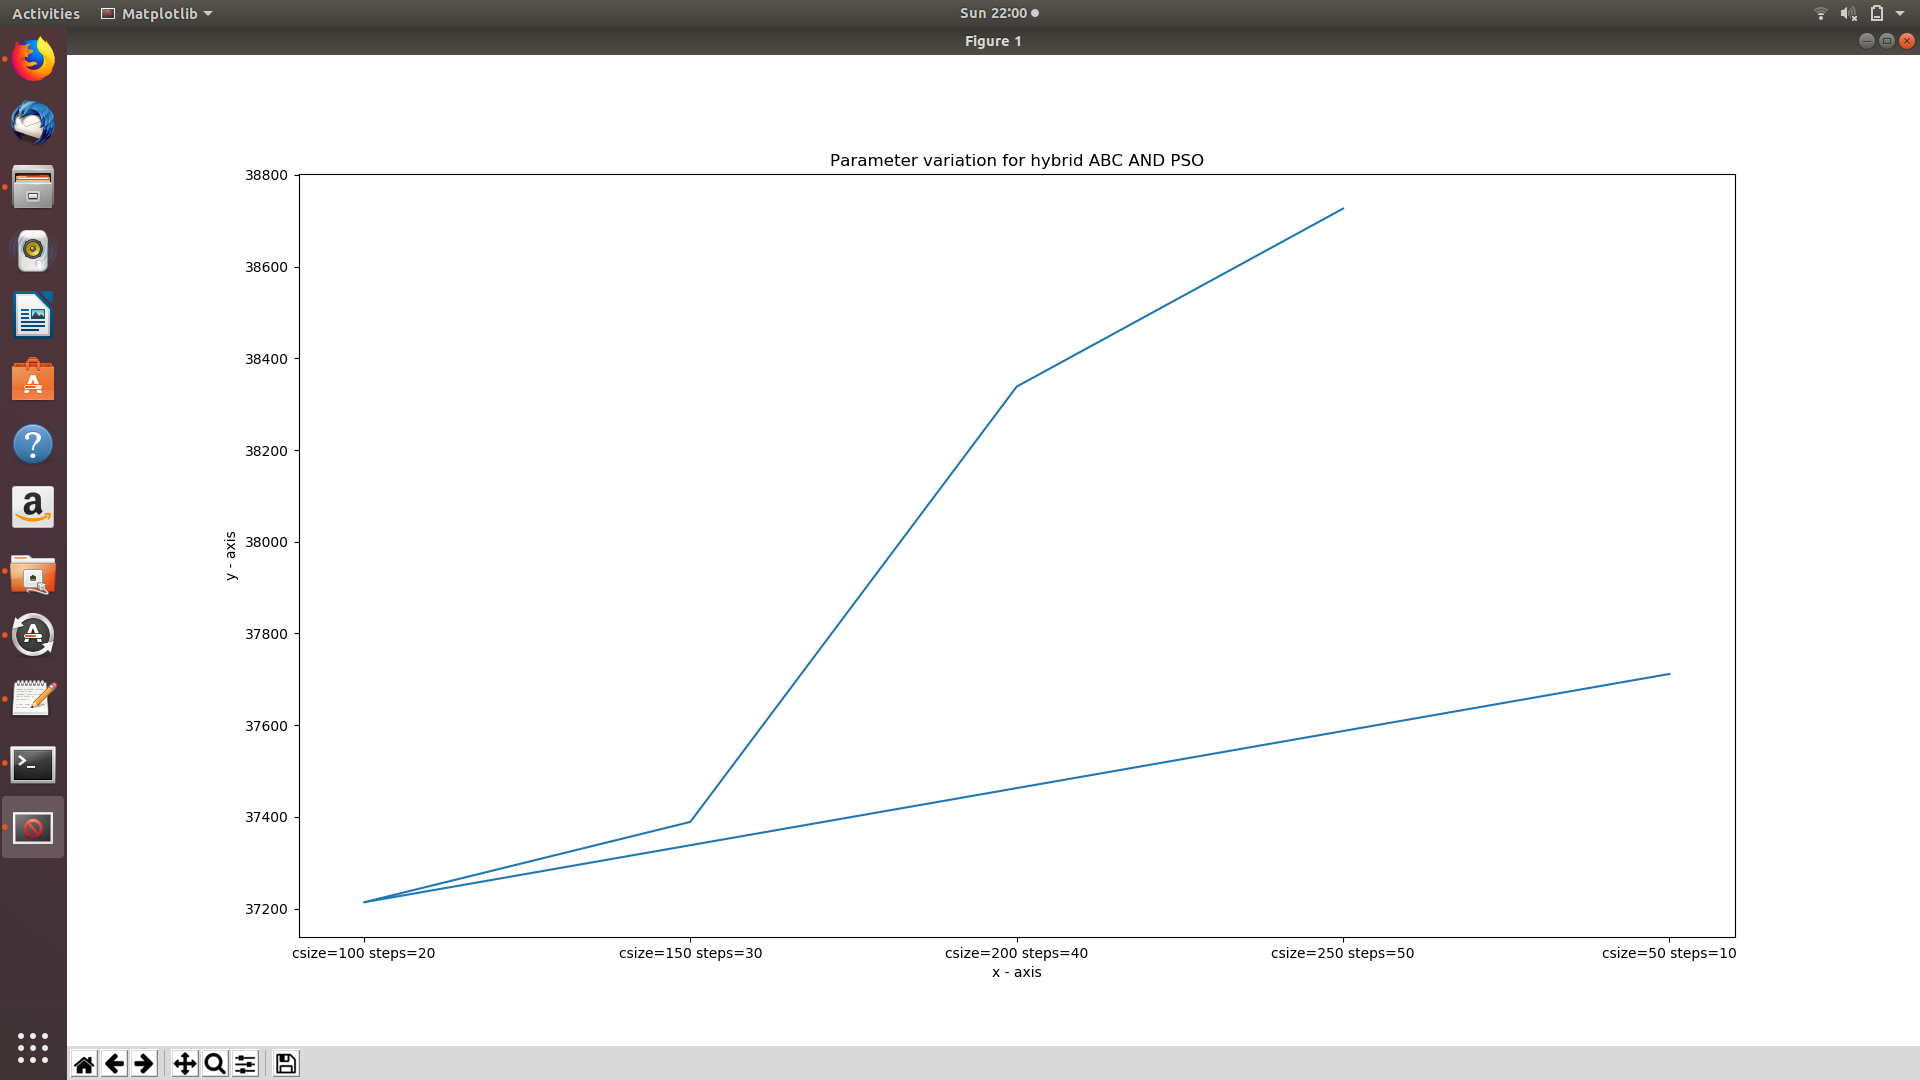 Activities Matplotlib Sun 22:00
Figure 1
Parameter variation for hybrid ABC AND PSO
38800
38600
38400
38200
38000
37800
37600
37400
37200
y - axis
csize=100 steps=20 csize=150 steps=30 csize=200 steps=40 csize=250 steps=50 csize=50 steps=10
x - axis